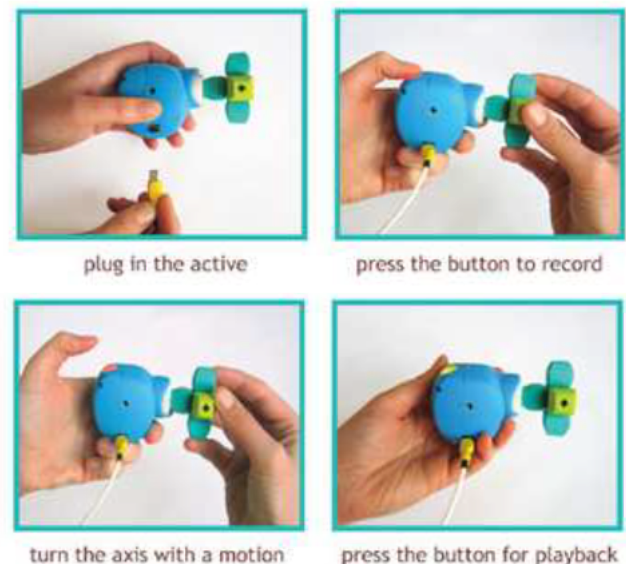 plug in the active
press the button to record
turn the axis with a motion
press the button for playback